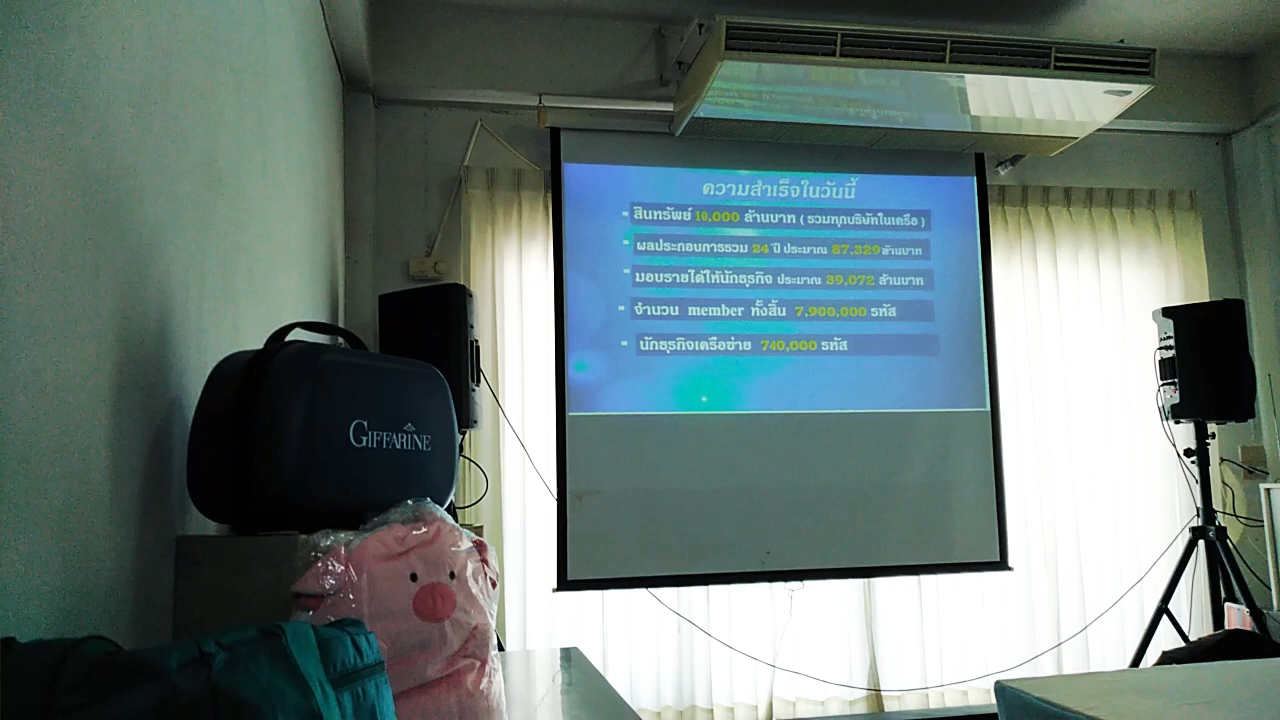 ความสำเร็จในวันนี้
- สินทรัพย์ 10,000 ล้านบาท ( รวมทุกบริษัทในเครือ )
- ผลประกอบการรวม 24 ปี ประมาณ 87,329 ล้านบาท
- มอบรายได้ให้นักธุรกิจ ประมาณ 39,072 ล้านบาท
- จำนวน member ทั้งสิ้น 7,900,000 รหัส
- นักธุรกิจเครือข่าย 740,000 รหัส
GIFFARINE